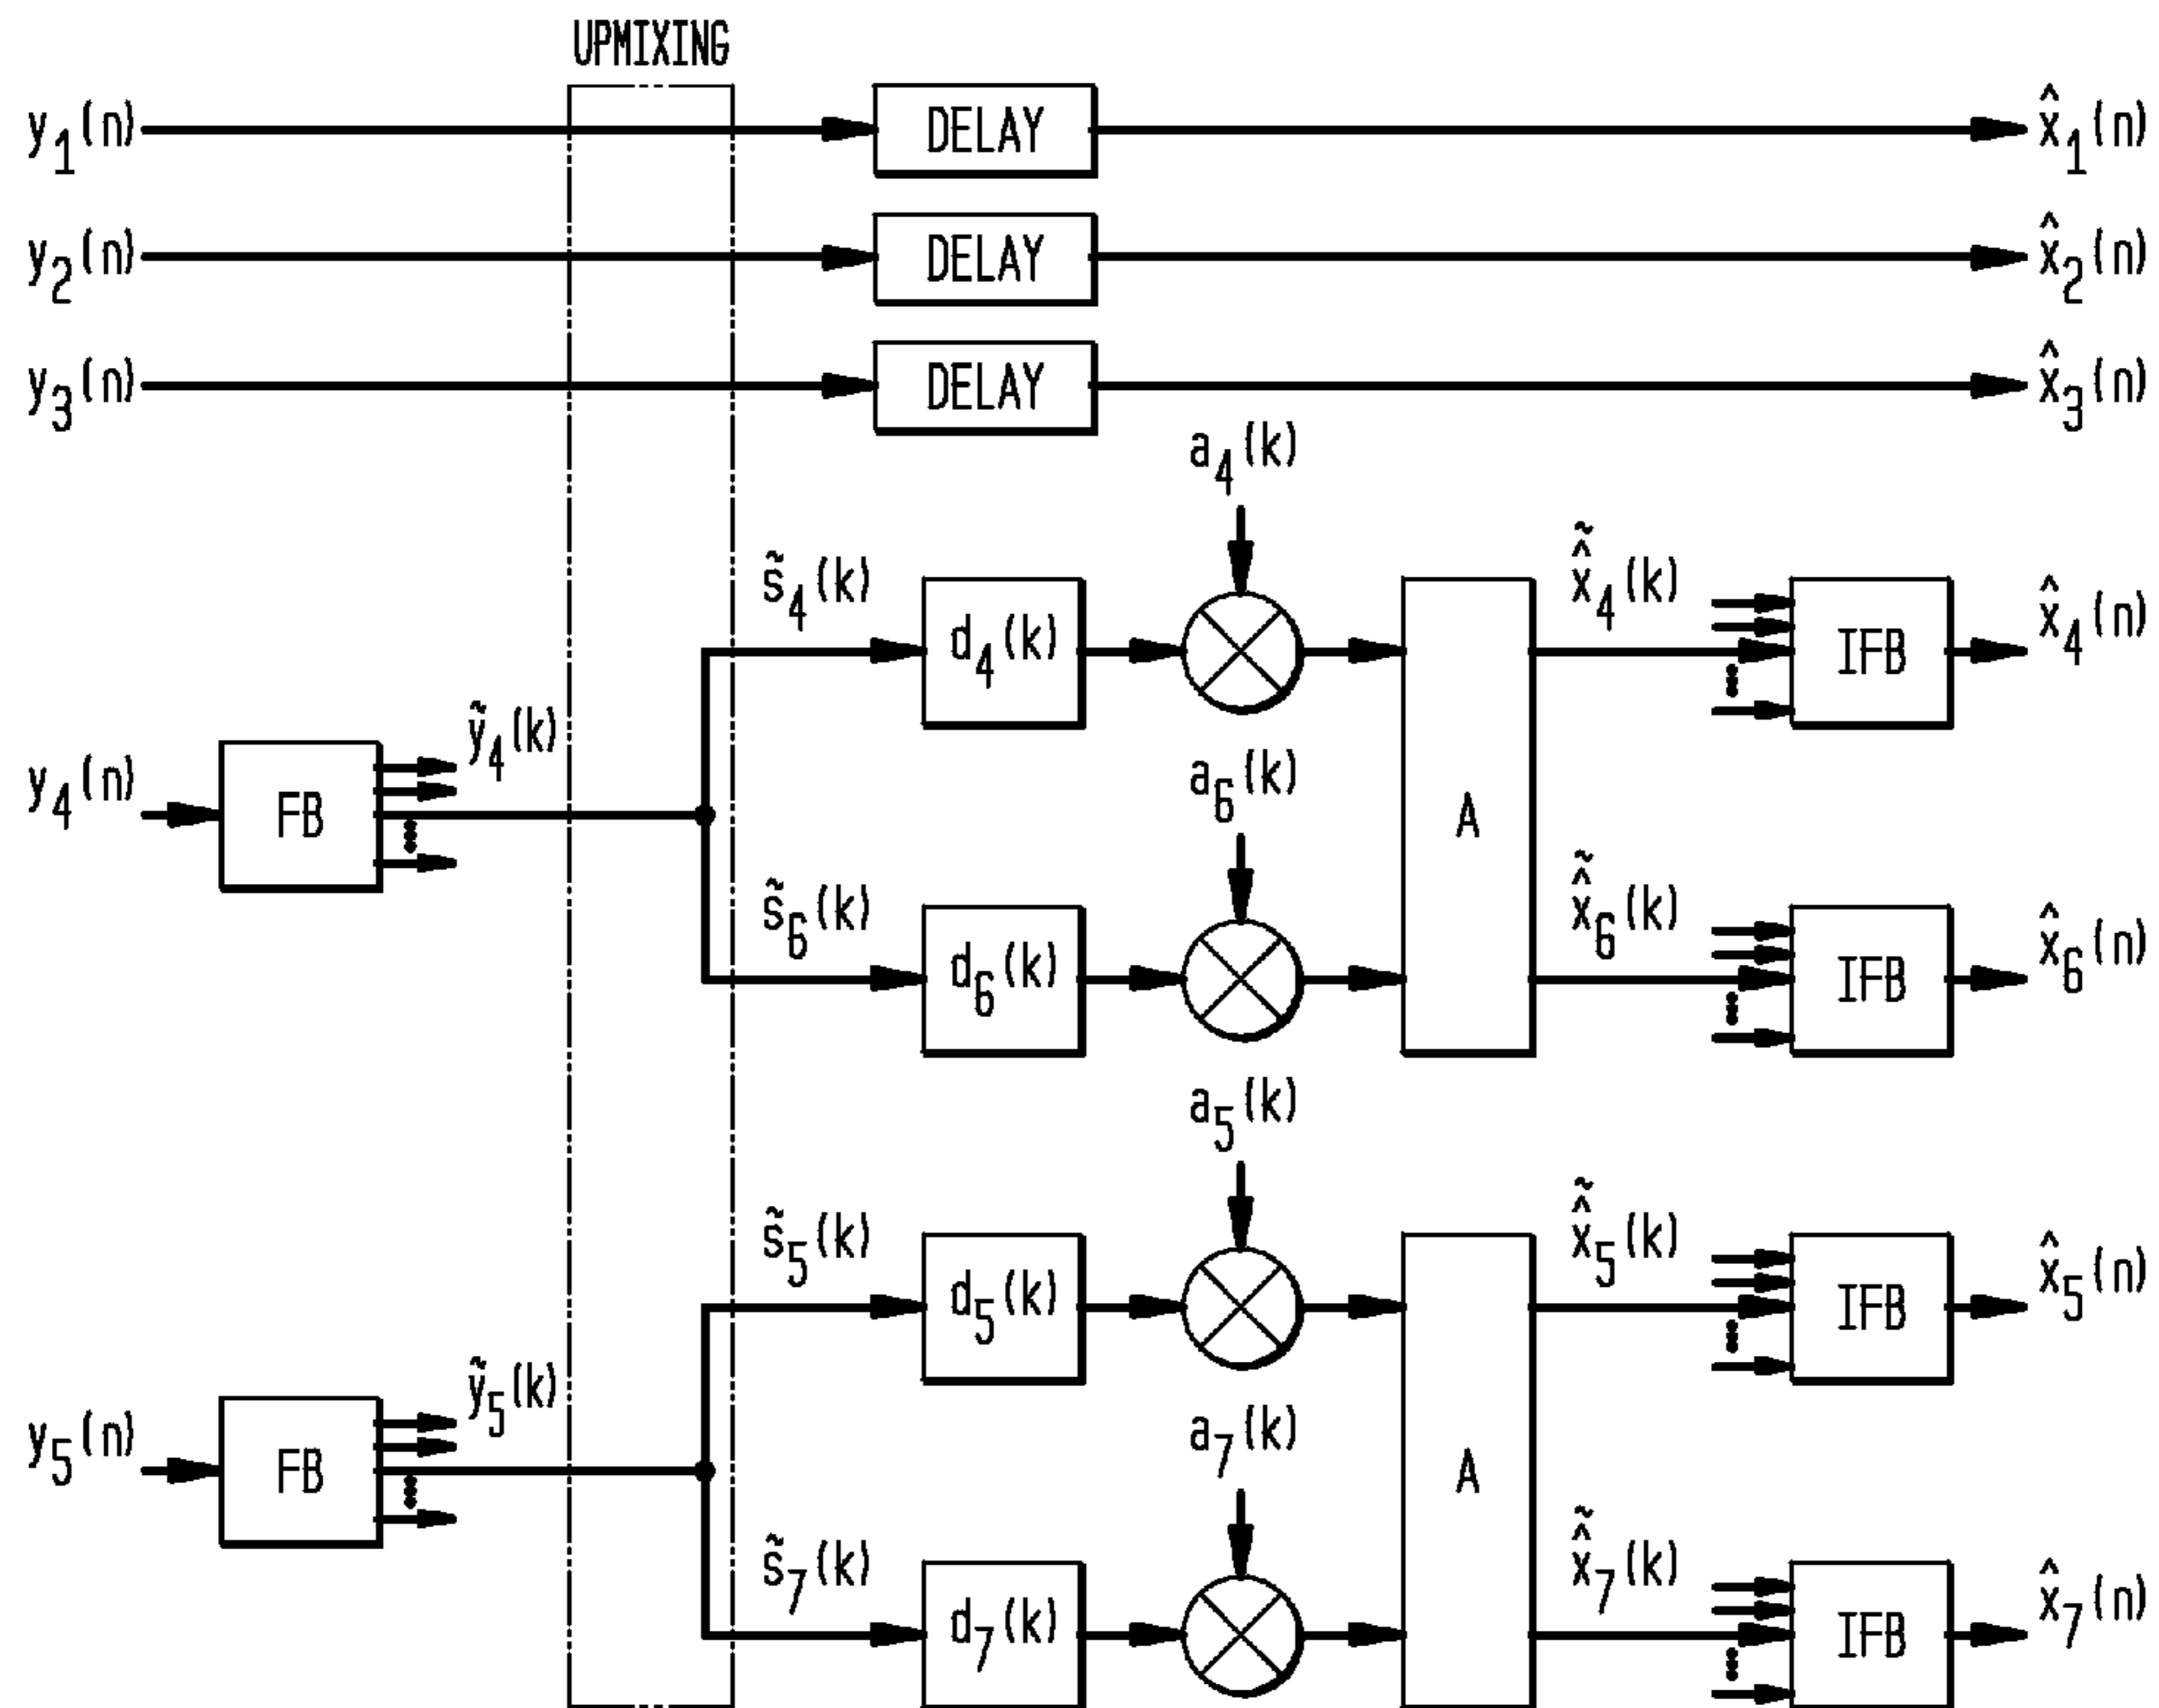 UPMIXING
y₁(n) DELAY x̂₁(n)
y₂(n) DELAY x̂₂(n)
y₃(n) DELAY x̂₃(n)
a₄(k)
s̃₄(k) d₄(k) x̂̃₄(k) IFB x̂₄(n)
ỹ₄(k) a₆(k)
y₄(n) FB A
s̃₆(k) d₆(k) x̂̃₆(k) IFB x̂₆(n)
a₅(k)
s̃₅(k) d₅(k) x̂̃₅(k) IFB x̂₅(n)
ỹ₅(k) a₇(k)
y₅(n) FB A
s̃₇(k) d₇(k) x̂̃₇(k) IFB x̂₇(n)